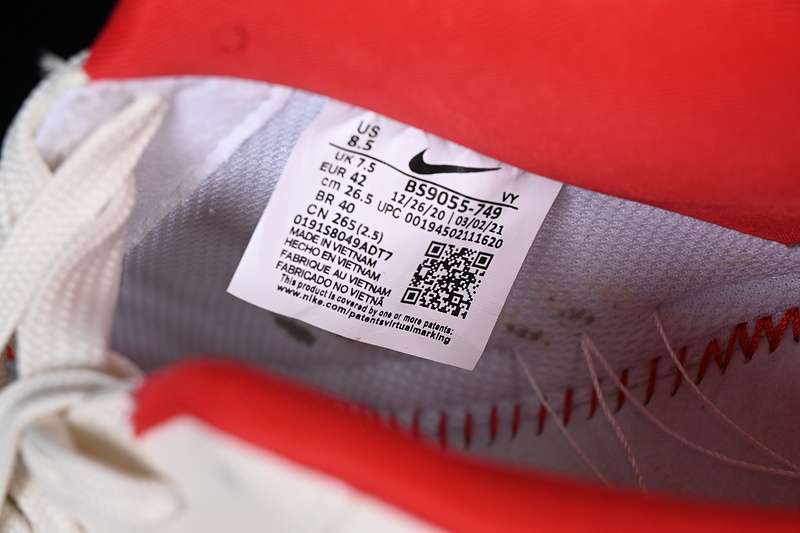 US
8.5
UK 7.5
EUR 42
cm 26.5
BR 40
CN 265(2.5)
BS9055-749 VY
12/26/20 | 03/02/21
UPC 00194502111620
019158049ADT7
MADE IN VIETNAM
HECHO EN VIETNAM
FABRIQUE AU VIETNAM
FABRICADO NO VIETNÃ
This product is covered by one or more patents:
www.nike.com/patentsvirtualmarking